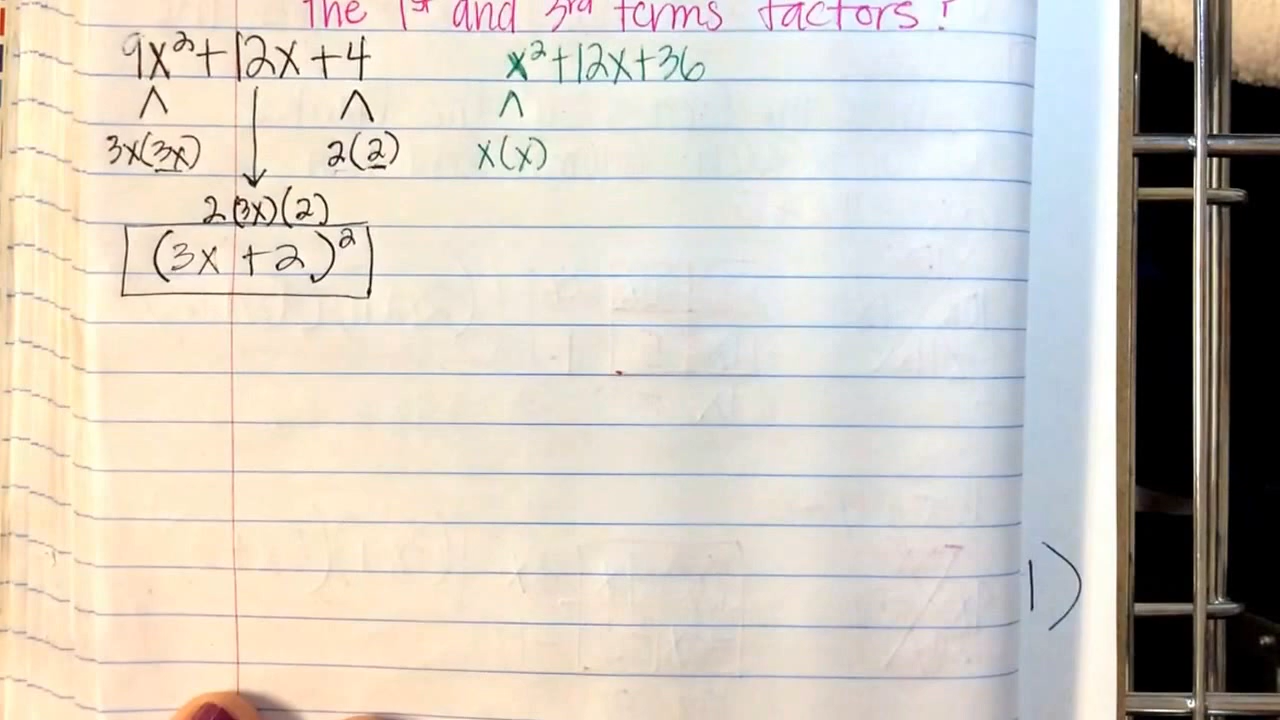 The 1st and 3rd terms factors?
9x²+12x+4
3x(3x) 2(2)
2(3x)(2)
(3x+2)²
x²+12x+36
x(x)
1)